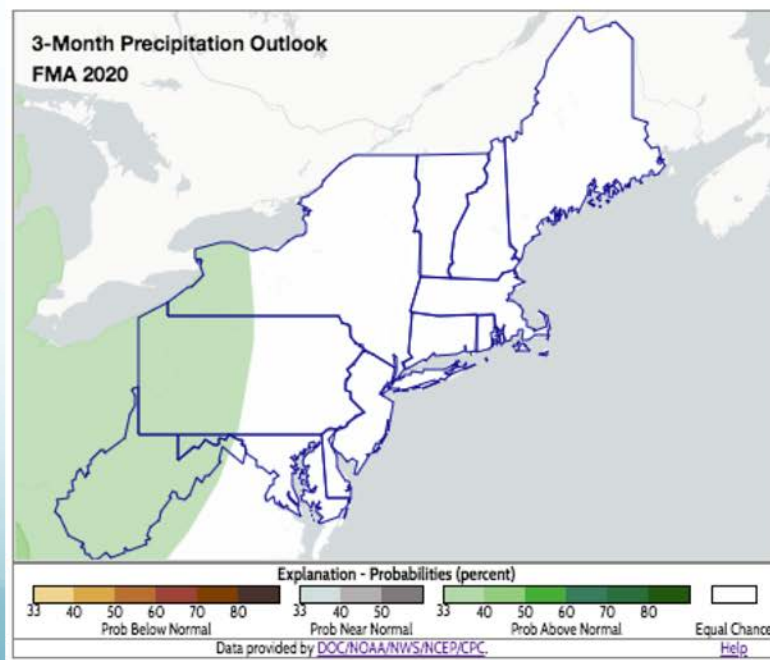 3-Month Precipitation Outlook
FMA 2020
Explanation - Probabilities (percent)
33 40 50 60 70 80 33 40 50 33 40 50 60 70 80
Prob Below Normal Prob Near Normal Prob Above Normal Equal Chance
Data provided by DOC/NOAA/NWS/NCEP/CPC. Help